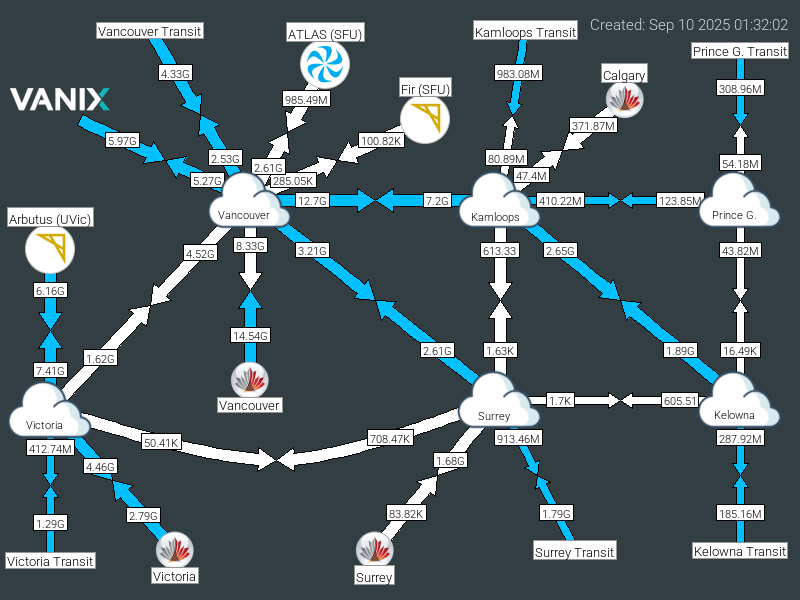 Created: Sep 10 2025 01:32:02
Vancouver Transit
ATLAS (SFU)
Kamloops Transit
Prince G. Transit
4.33G
983.08M
Calgary
308.96M
Fir (SFU)
VANIX
985.49M
371.87M
5.97G
100.82K
2.53G
80.89M
54.18M
2.61G
5.27G
285.05K
47.4M
12.7G
7.2G
410.22M
123.85M
Vancouver
Kamloops
Prince G.
Arbutus (UVic)
4.52G
8.33G
3.21G
613.33
2.65G
43.82M
6.16G
14.54G
1.62G
2.61G
1.63K
1.89G
16.49K
7.41G
Vancouver
1.7K
605.51
Victoria
Surrey
Kelowna
50.41K
708.47K
913.46M
287.92M
412.74M
4.46G
1.68G
1.29G
2.79G
83.82K
1.79G
185.16M
Victoria Transit
Victoria
Surrey
Surrey Transit
Kelowna Transit